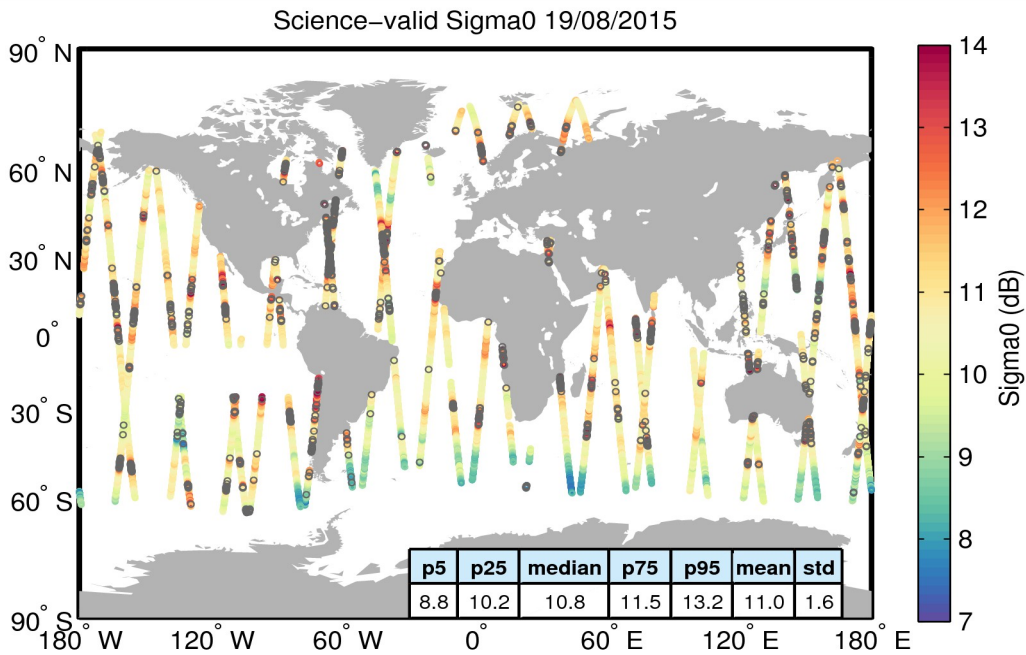 Science−valid Sigma0 19/08/2015
90° N
60° N
30° N
0°
30° S
60° S
90° S
180° W
120° W
60° W
0°
60° E
120° E
180° E
p5 p25 median p75 p95 mean std
8.8 10.2 10.8 11.5 13.2 11.0 1.6
14
13
12
11
10
9
8
7
Sigma0 (dB)